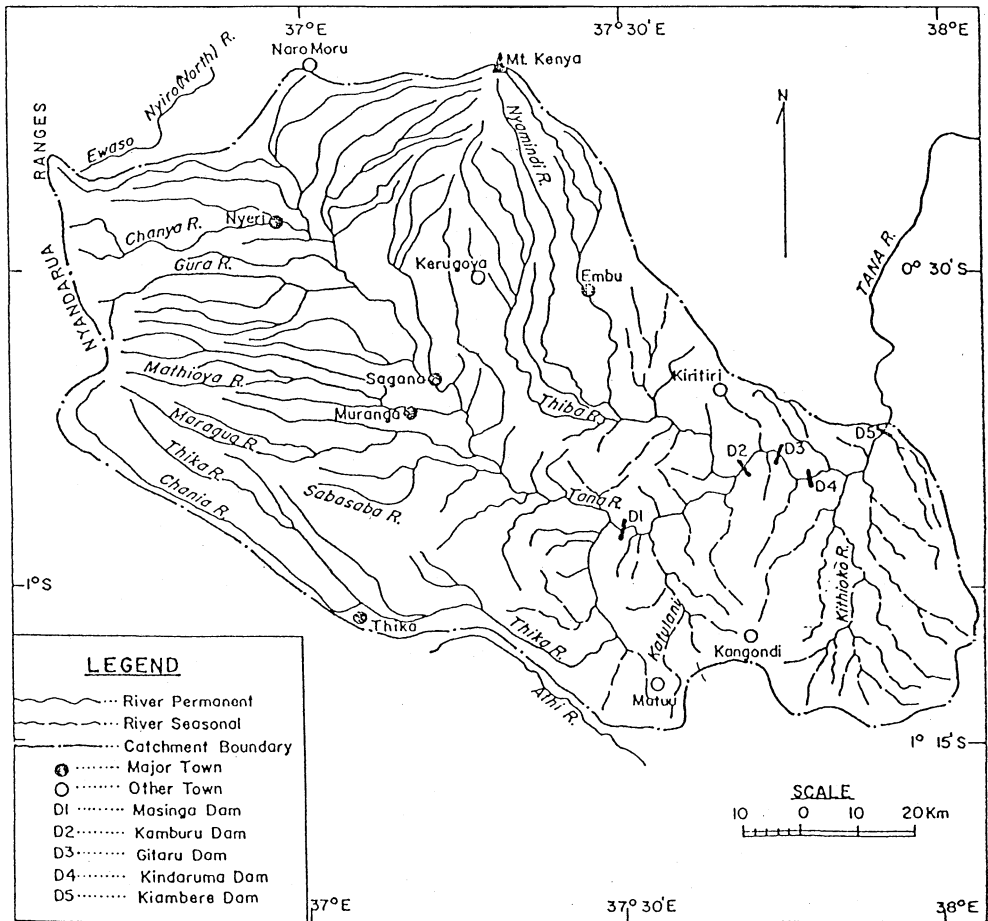 37°E
37°30'E
38°E
Naro Moru
Mt. Kenya
N
Nyiro(North) R.
Ewaso
RANGES
NYANDARUA
Nyamindi R.
Chanya R.
Nyeri
Gura R.
Kerugoya
Embu
TANA R.
0°30'S
Sagana
Kiritiri
Mathioya R.
Muranga
Thiba R.
Maragua R.
D5
D3
D2
D4
Thika R.
Sabasaba R.
Tana R.
D1
Chania R.
1°S
Kithioko R.
Thika
Thika R.
Katulani
Kangondi
Matuu
Athi R.
1°15'S
LEGEND
River Permanent
River Seasonal
Catchment Boundary
Major Town
Other Town
D1 Masinga Dam
D2 Kamburu Dam
D3 Gitaru Dam
D4 Kindaruma Dam
D5 Kiambere Dam
SCALE
10 0 10 20 Km
37°E
37°30'E
38°E